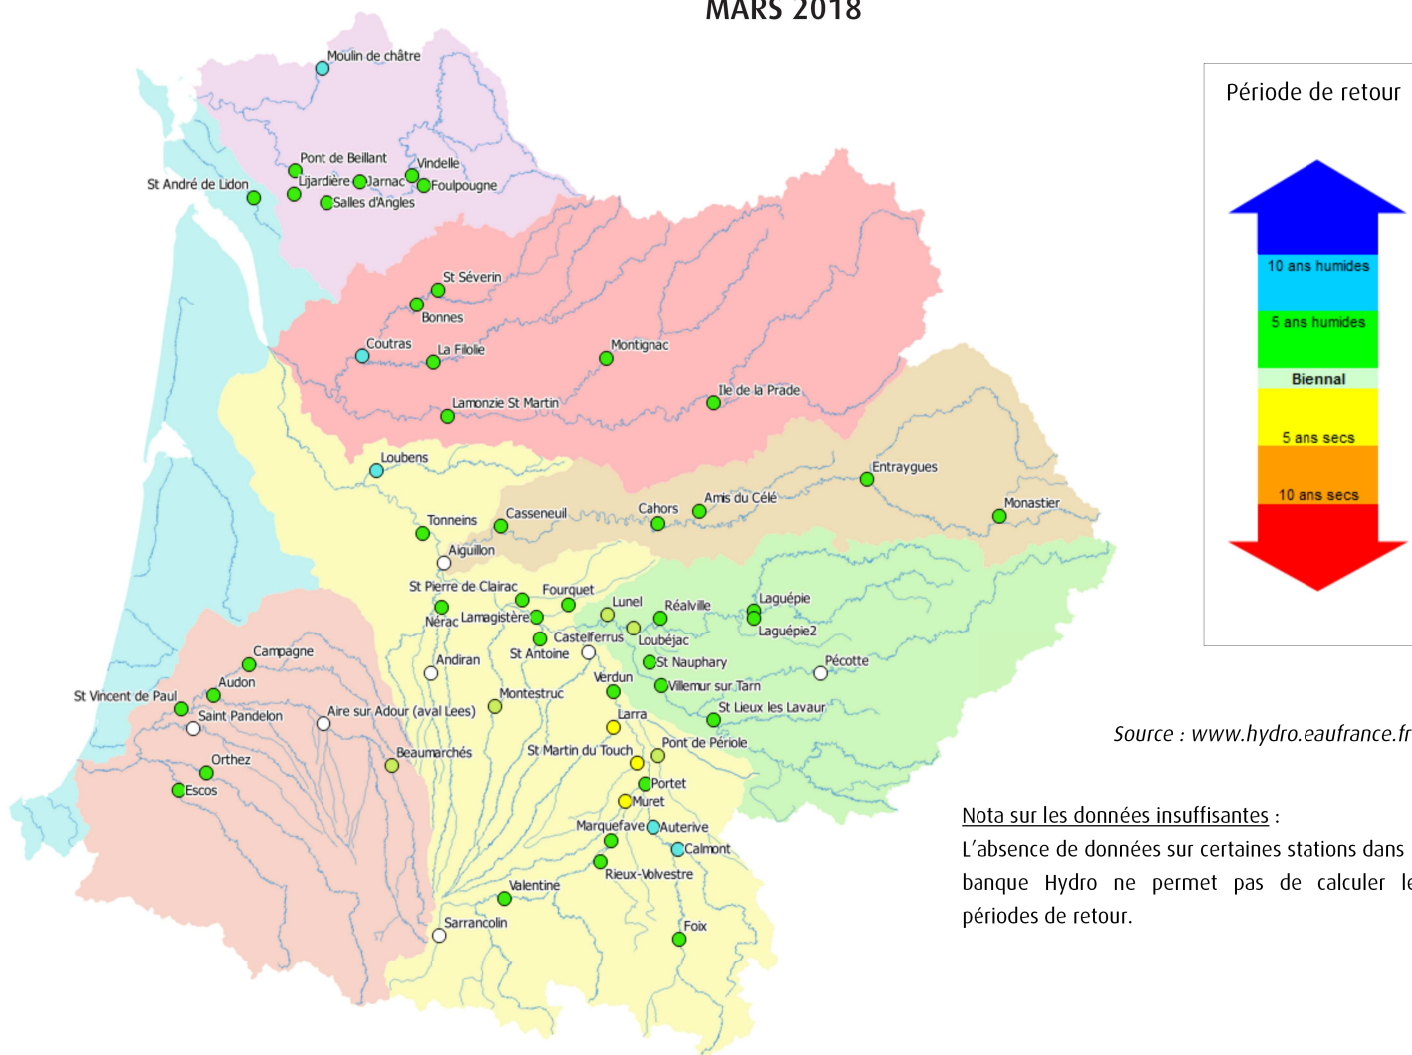 MARS 2018
Moulin de châtre
Pont de Beillant
Vindelle
St André de Lidon
Lijardière
Jarnac
Foulpougne
Salles d'Angles
St Séverin
Bonnes
Coutras
La Filolie
Montignac
Ile de la Prade
Lamonzie St Martin
Loubens
Entraygues
Amis du Célé
Monastier
Cahors
Casseneuil
Tonneins
Aiguillon
St Pierre de Clairac
Fourquet
Laguépie
Lunel
Réalville
Nérac
Lamagistère
Laguépie2
Castelferrus
Loubéjac
St Antoine
Campagne
Andiran
St Nauphary
Pécotte
Audon
Verdun
Villemur sur Tarn
St Vincent de Paul
Montestruc
Saint Pandelon
Aire sur Adour (aval Lees)
Larra
St Lieux les Lavaur
Beaumarchés
St Martin du Touch
Pont de Périole
Orthez
Escos
Portet
Muret
Marquefave
Auterive
Calmont
Rieux-Volvestre
Valentine
Sarrancolin
Foix
Période de retour
10 ans humides
5 ans humides
Biennal
5 ans secs
10 ans secs
Source : www.hydro.eaufrance.fr
Nota sur les données insuffisantes :
L'absence de données sur certaines stations dans
banque Hydro ne permet pas de calculer le
périodes de retour.